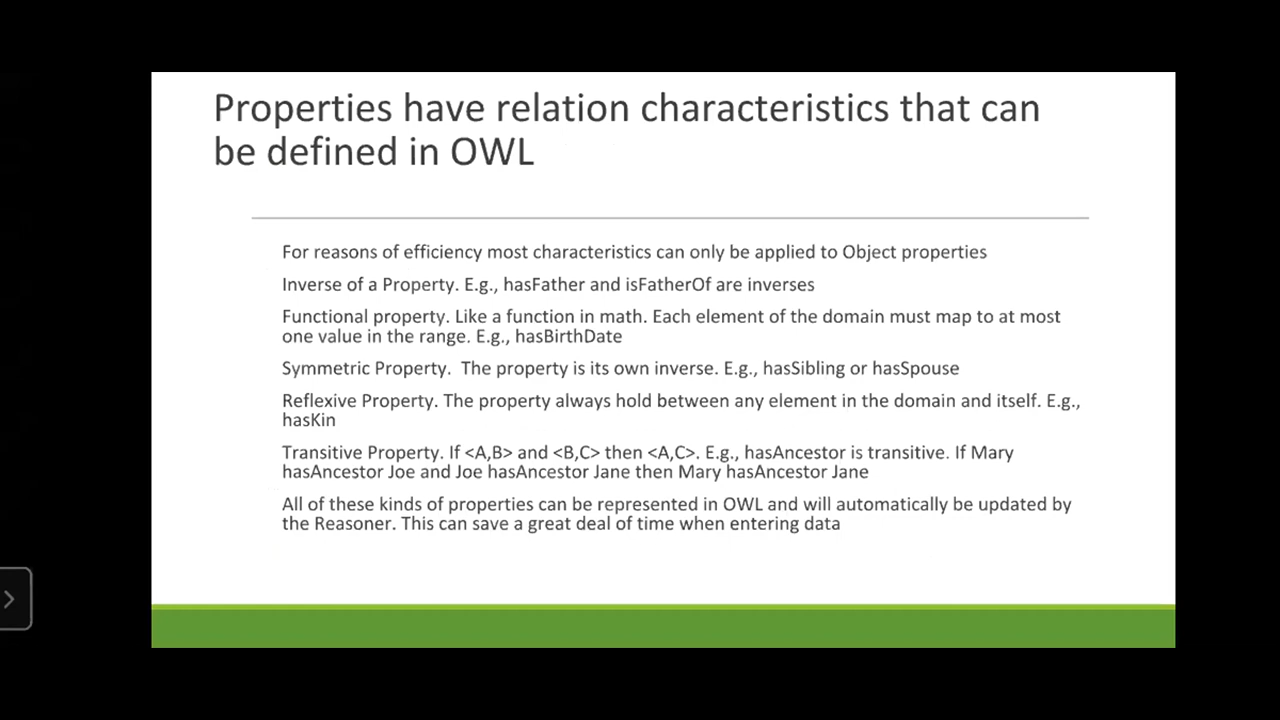 Properties have relation characteristics that can
be defined in OWL
For reasons of efficiency most characteristics can only be applied to Object properties
Inverse of a Property. E.g., hasFather and isFatherOf are inverses
Functional property. Like a function in math. Each element of the domain must map to at most
one value in the range. E.g., hasBirthDate
Symmetric Property.  The property is its own inverse. E.g., hasSibling or hasSpouse
Reflexive Property. The property always hold between any element in the domain and itself. E.g.,
hasKin
Transitive Property. If <A,B> and <B,C> then <A,C>. E.g., hasAncestor is transitive. If Mary
hasAncestor Joe and Joe hasAncestor Jane then Mary hasAncestor Jane
All of these kinds of properties can be represented in OWL and will automatically be updated by
the Reasoner. This can save a great deal of time when entering data